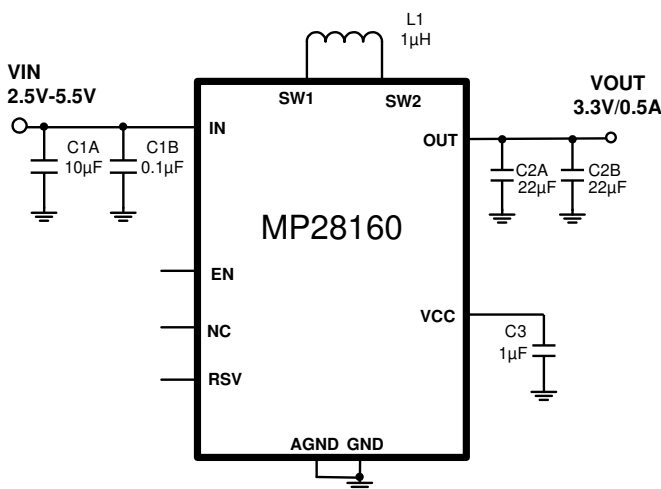 L1
1µH
VIN
2.5V-5.5V
SW1
SW2
VOUT
3.3V/0.5A
IN
OUT
C1A
10µF
C1B
0.1µF
C2A
22µF
C2B
22µF
MP28160
EN
VCC
NC
C3
1µF
RSV
AGND GND